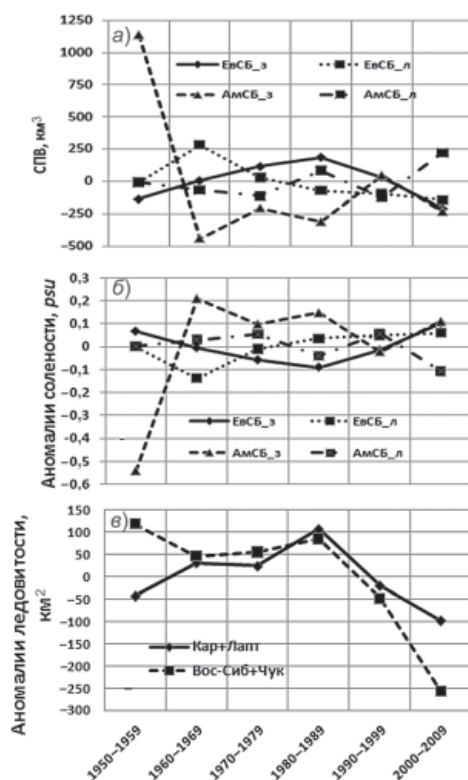 а)
1250
1000
750
500
250
0
−250
−500
СПВ, км³
ЕвСБ_з
ЕвСБ_л
АмСБ_з
АмСБ_л
б)
0,3
0,2
0,1
0
−0,1
−0,2
−0,3
−0,4
−0,5
−0,6
Аномалии солености, psu
ЕвСБ_з
ЕвСБ_л
АмСБ_з
АмСБ_л
в)
150
100
50
0
−50
−100
−150
−200
−250
−300
Аномалии ледовитости,
км²
Кар+Лапт
Вос-Сиб+Чук
1950–1959
1960–1969
1970–1979
1980–1989
1990–1999
2000–2009